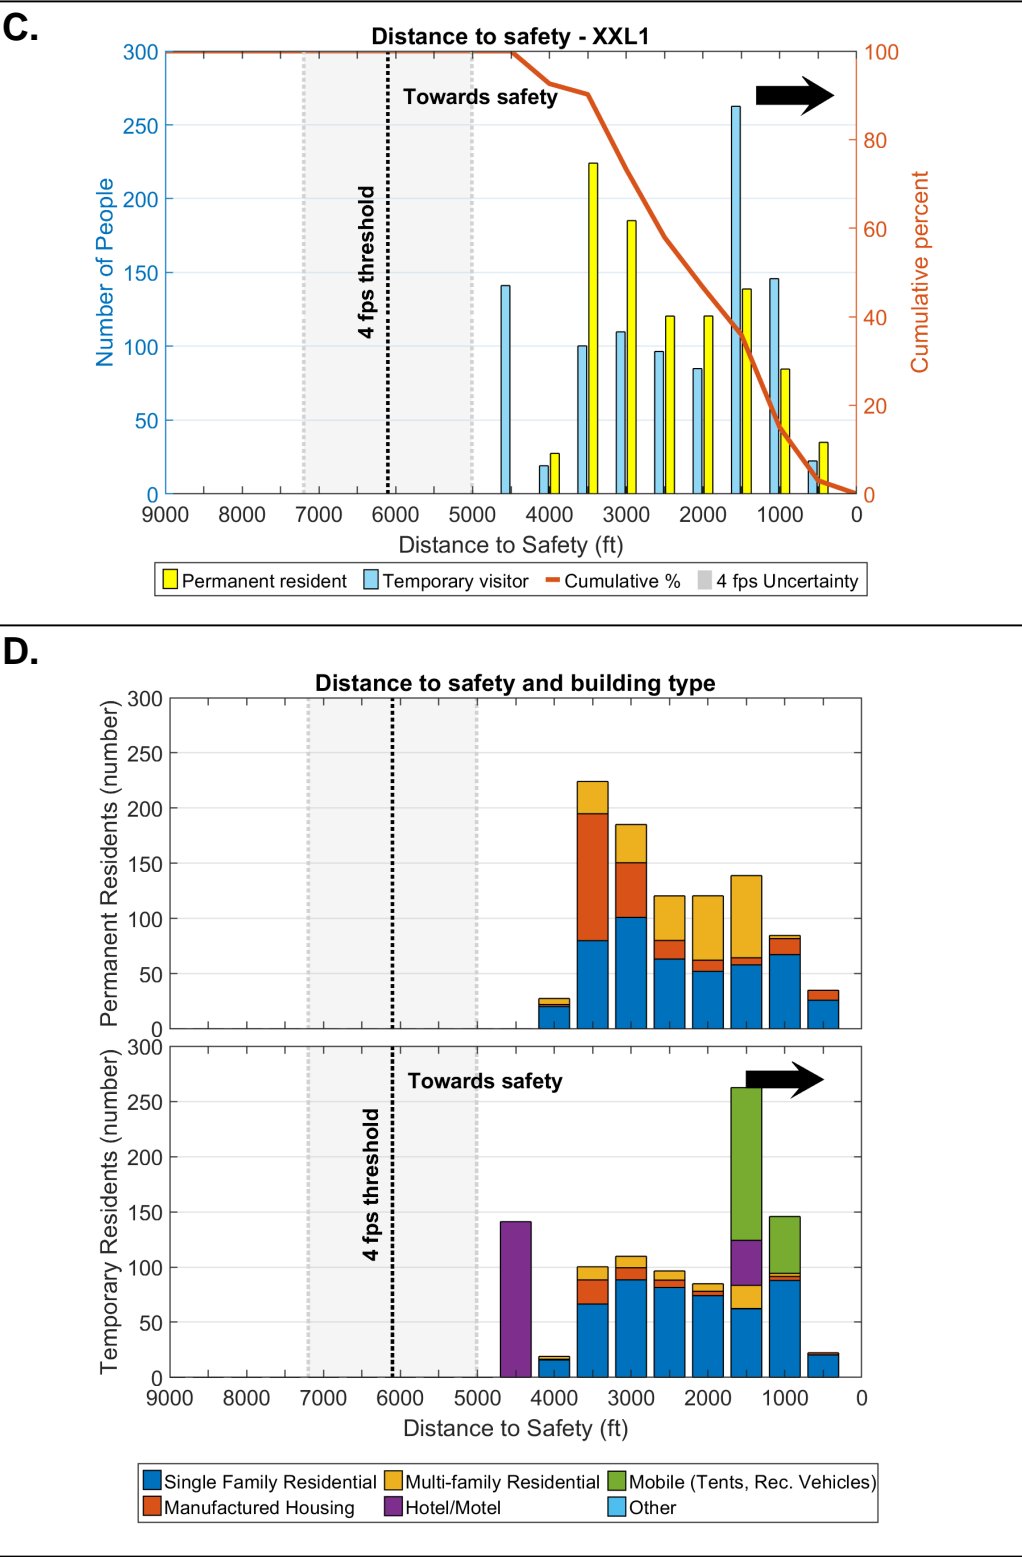 C.
Distance to safety - XXL1
300
250
200
150
100
50
0
Number of People
100
80
60
40
20
0
Cumulative percent
Towards safety
4 fps threshold
9000 8000 7000 6000 5000 4000 3000 2000 1000 0
Distance to Safety (ft)
Permanent resident Temporary visitor Cumulative % 4 fps Uncertainty
D.
Distance to safety and building type
300
250
200
150
100
50
0
Permanent Residents (number)
300
250
200
150
100
50
0
Temporary Residents (number)
Towards safety
4 fps threshold
9000 8000 7000 6000 5000 4000 3000 2000 1000 0
Distance to Safety (ft)
Single Family Residential Multi-family Residential Mobile (Tents, Rec. Vehicles)
Manufactured Housing Hotel/Motel Other